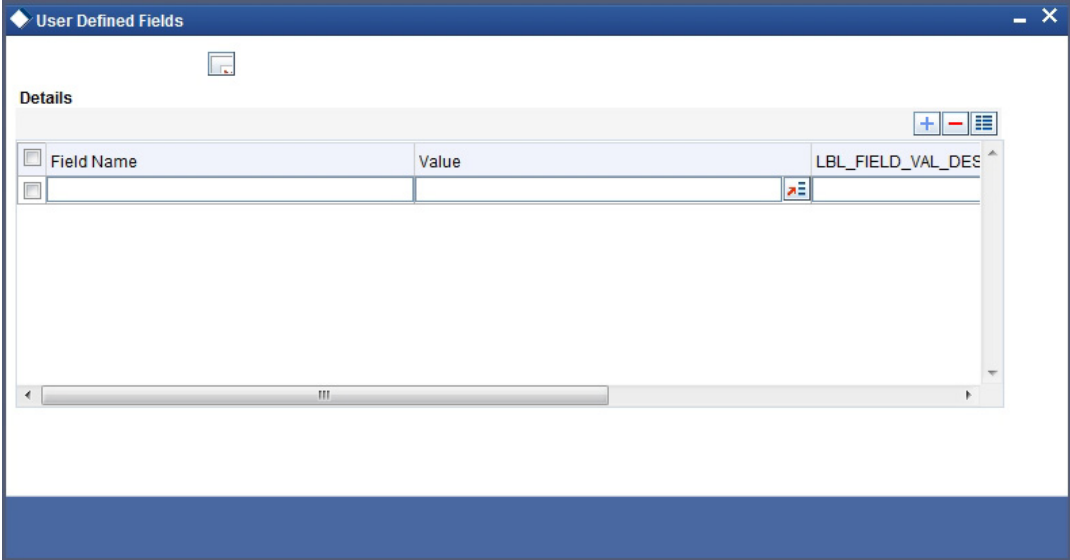 User Defined Fields
Details
Field Name Value LBL_FIELD_VAL_DES